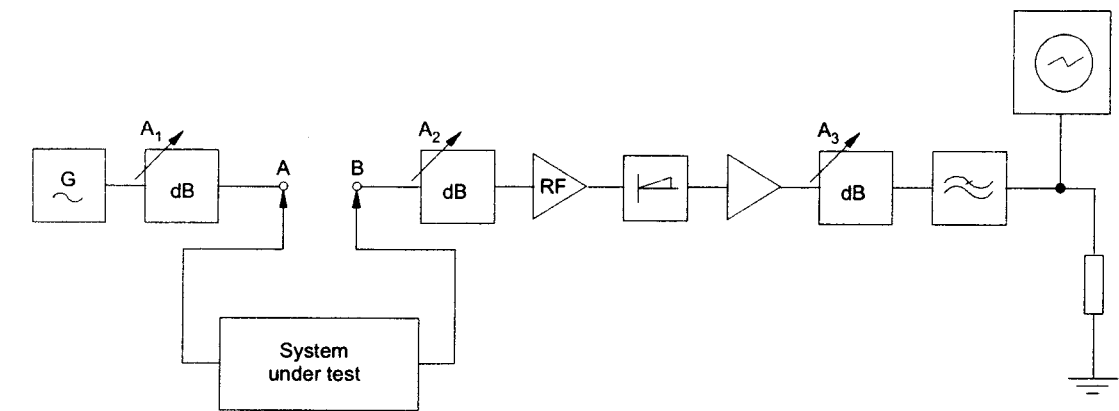 G
A1
dB
A
B
A2
dB
RF
A3
dB
System
under test